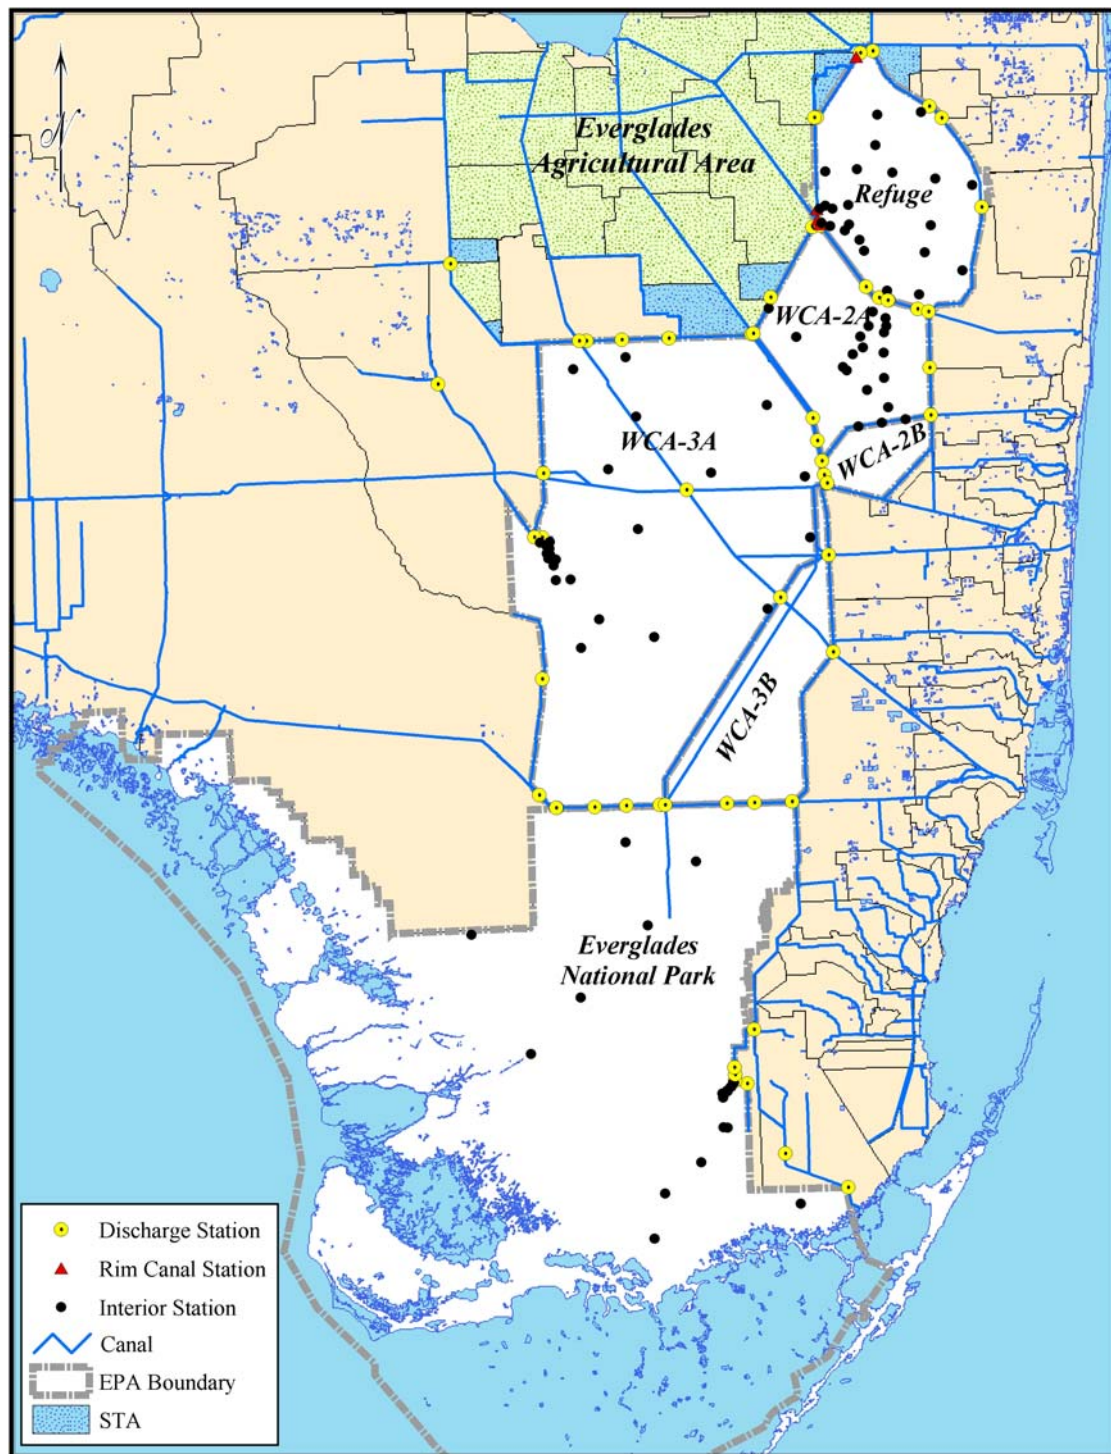 N
Everglades
Agricultural Area
Refuge
WCA-2A
WCA-3A
WCA-2B
WCA-3B
Everglades
National Park
Discharge Station
Rim Canal Station
Interior Station
Canal
EPA Boundary
STA